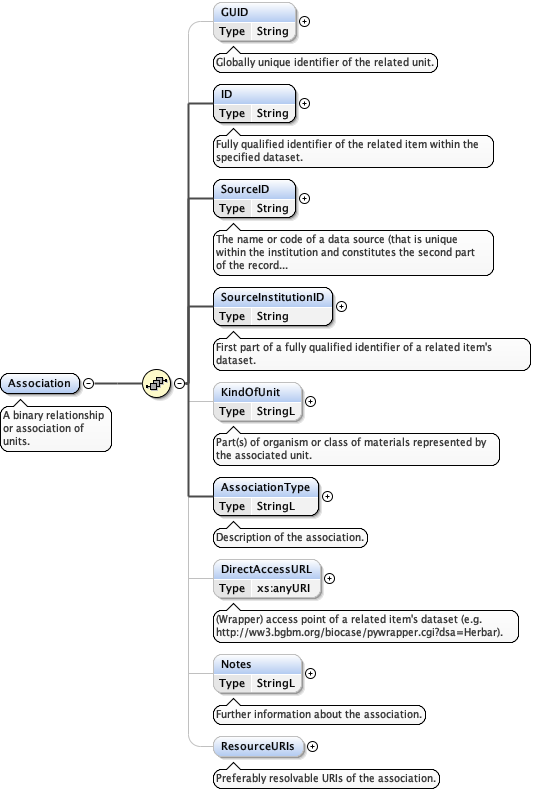 GUID
Type String
Globally unique identifier of the related unit.
ID
Type String
Fully qualified identifier of the related item within the
specified dataset.
SourceID
Type String
The name or code of a data source (that is unique
within the institution and constitutes the second part
of the record...
SourceInstitutionID
Type String
First part of a fully qualified identifier of a related item's
dataset.
Association
A binary relationship
or association of
units.
KindOfUnit
Type StringL
Part(s) of organism or class of materials represented by
the associated unit.
AssociationType
Type StringL
Description of the association.
DirectAccessURL
Type xs:anyURI
(Wrapper) access point of a related item's dataset (e.g.
http://ww3.bgbm.org/biocase/pywrapper.cgi?dsa=Herbar).
Notes
Type StringL
Further information about the association.
ResourceURIs
Preferably resolvable URIs of the association.